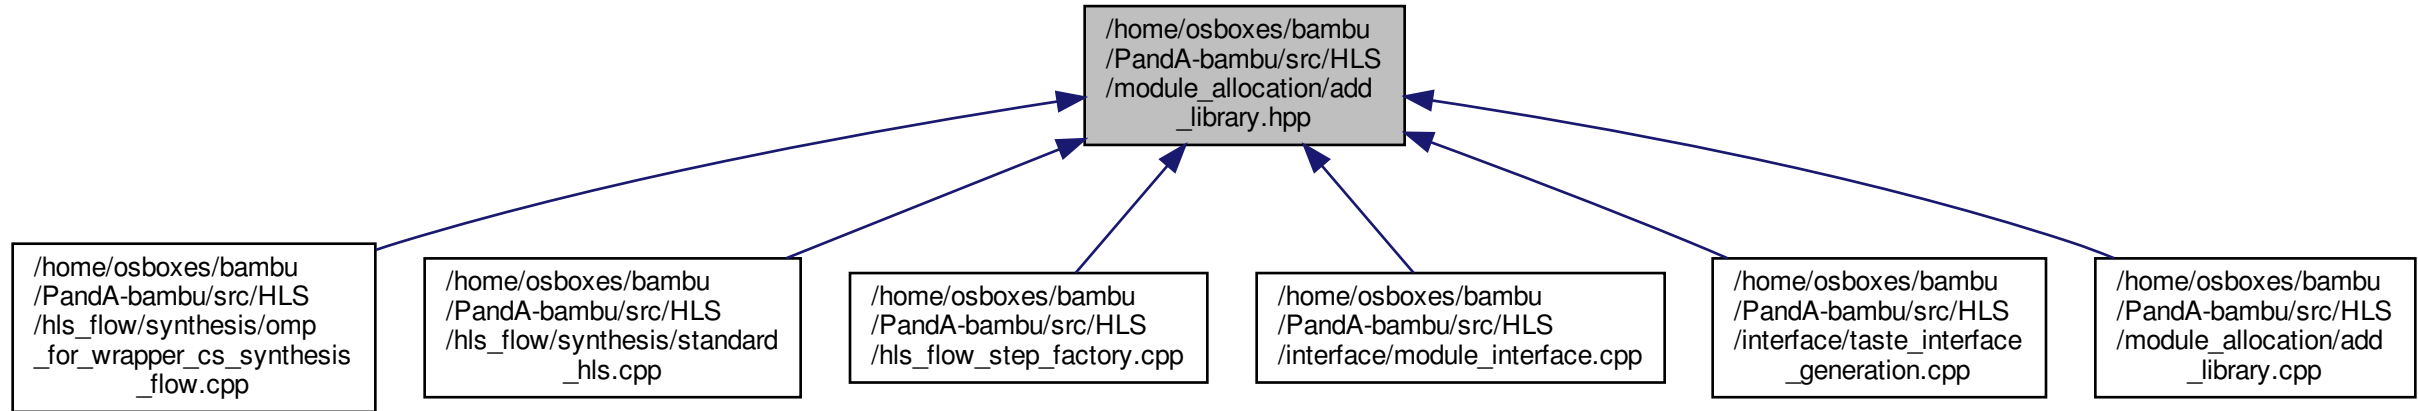 /home/osboxes/bambu
/PandA-bambu/src/HLS
/module_allocation/add
_library.hpp
/home/osboxes/bambu
/PandA-bambu/src/HLS
/hls_flow/synthesis/omp
_for_wrapper_cs_synthesis
_flow.cpp
/home/osboxes/bambu
/PandA-bambu/src/HLS
/hls_flow/synthesis/standard
_hls.cpp
/home/osboxes/bambu
/PandA-bambu/src/HLS
/hls_flow_step_factory.cpp
/home/osboxes/bambu
/PandA-bambu/src/HLS
/interface/module_interface.cpp
/home/osboxes/bambu
/PandA-bambu/src/HLS
/interface/taste_interface
_generation.cpp
/home/osboxes/bambu
/PandA-bambu/src/HLS
/module_allocation/add
_library.cpp